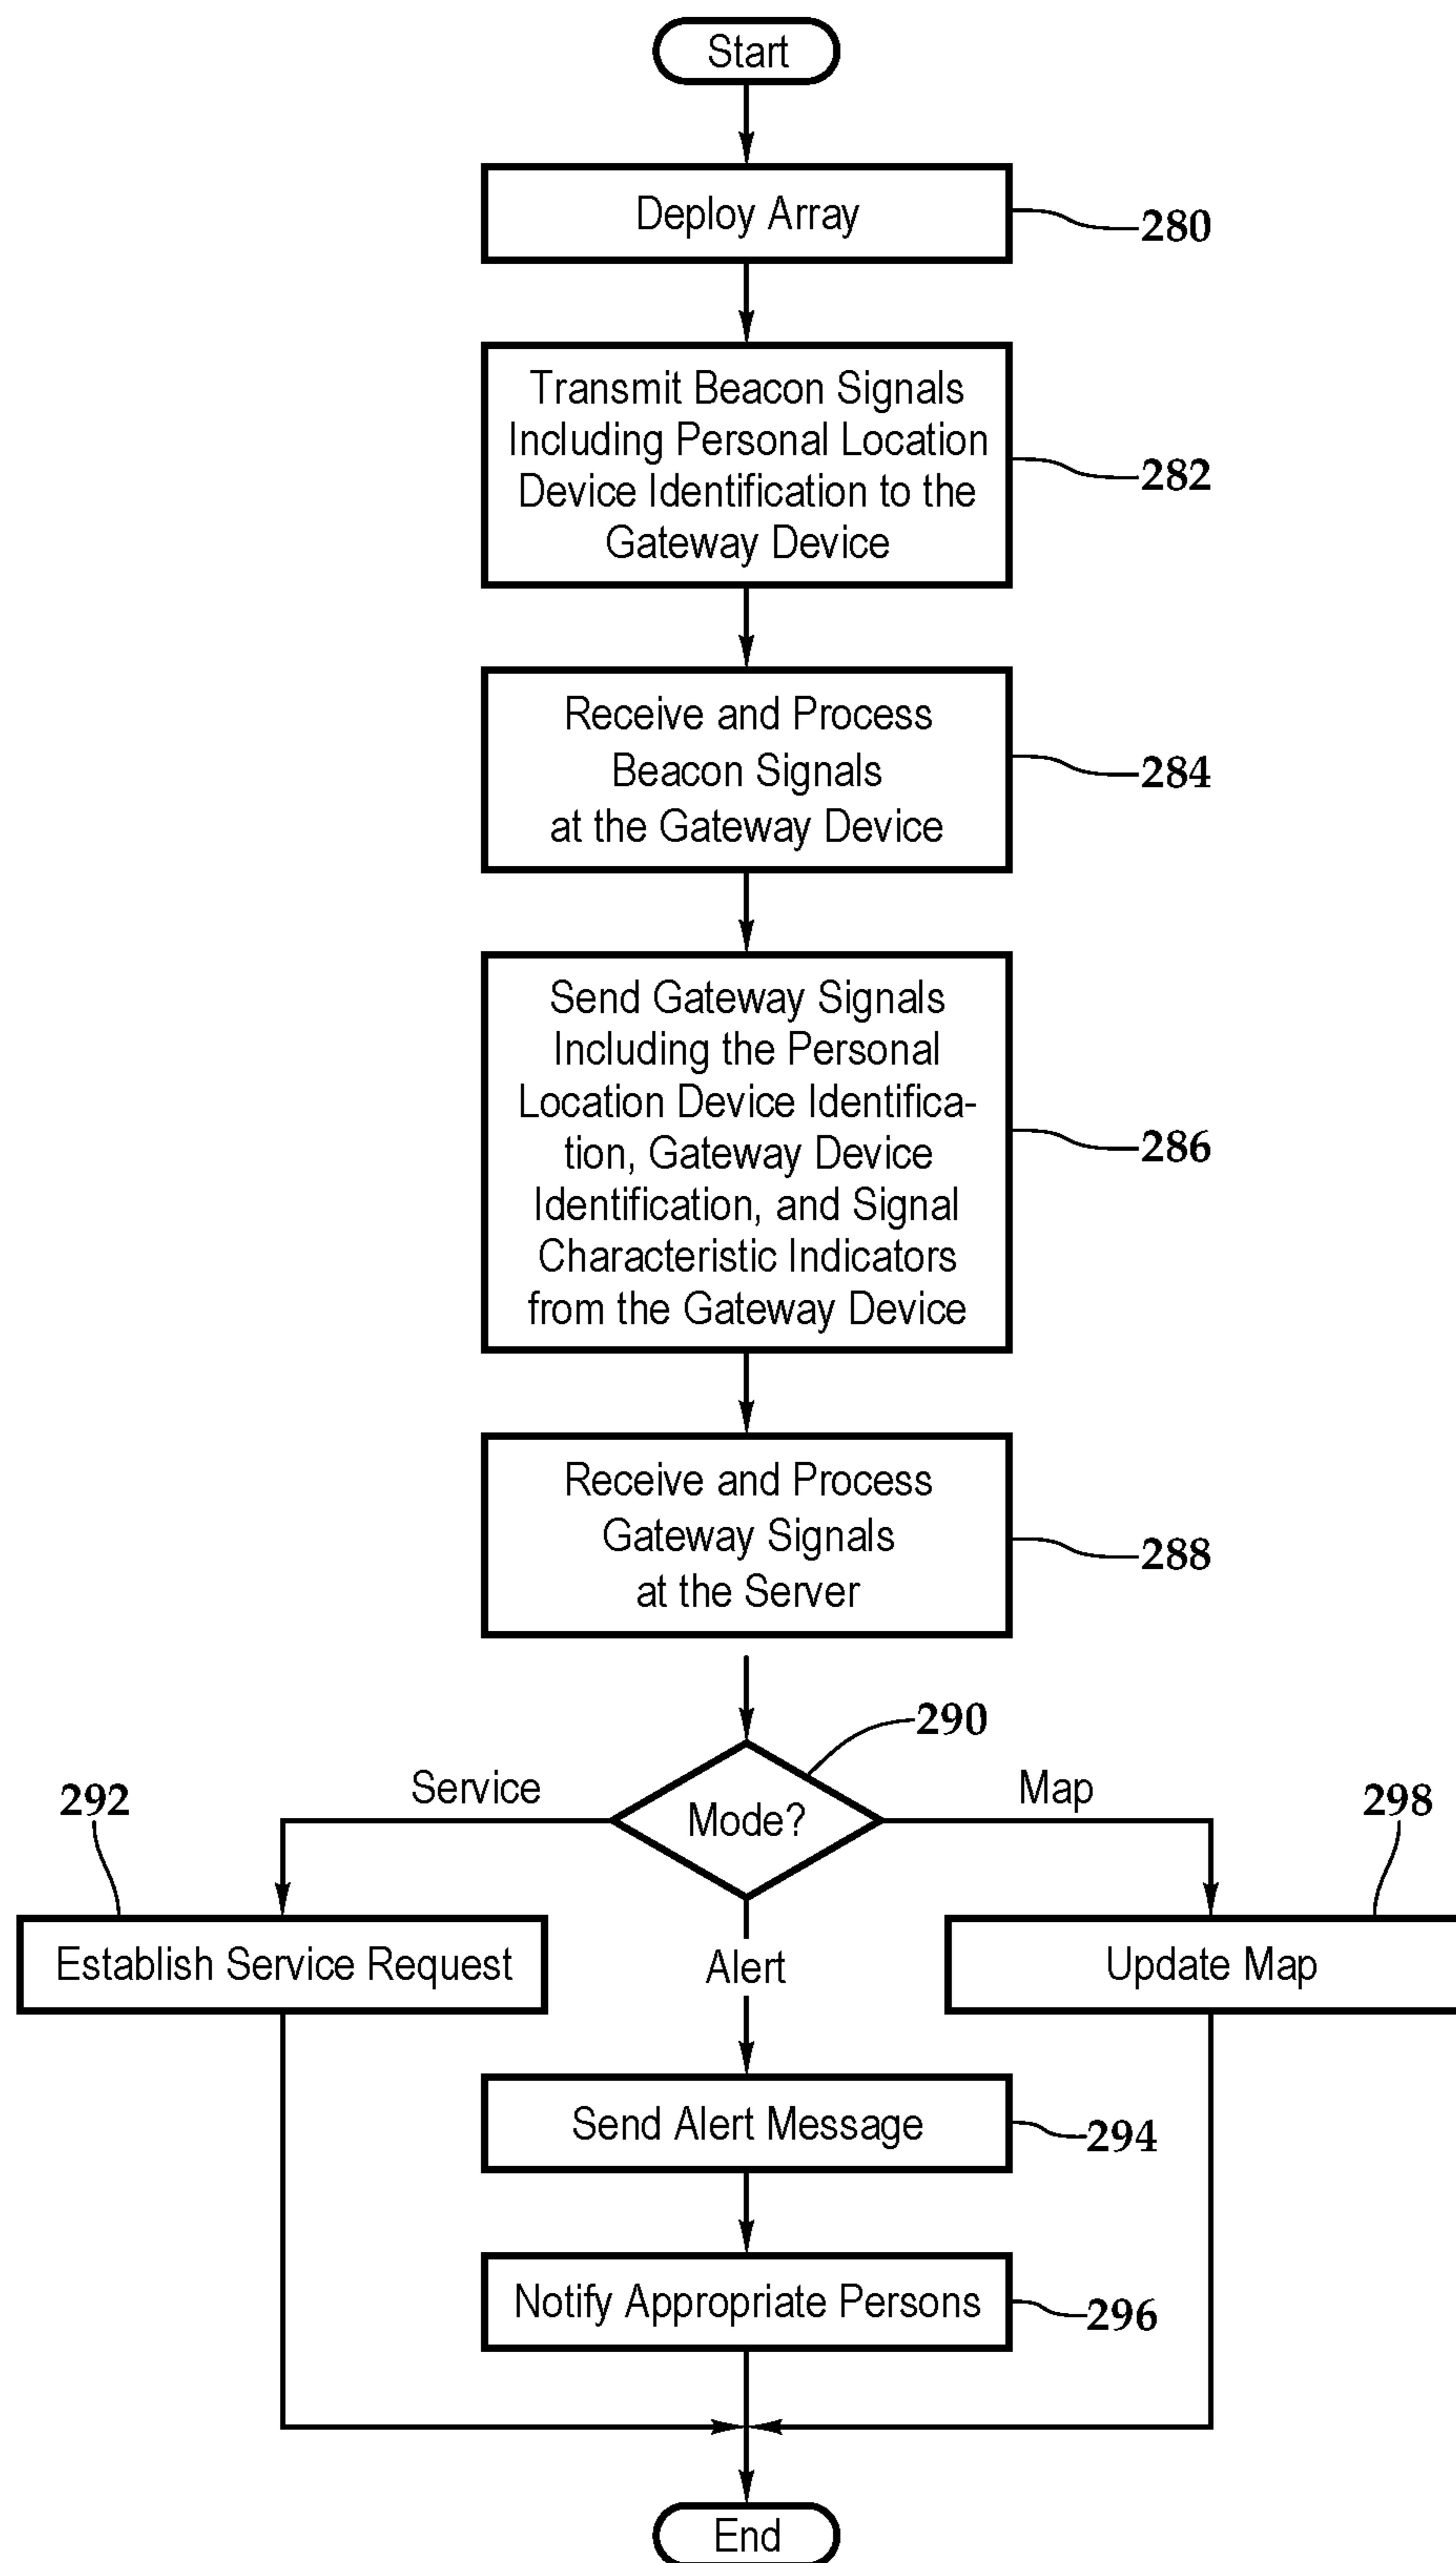 Start
Deploy Array
280
Transmit Beacon Signals
Including Personal Location
Device Identification to the
Gateway Device
282
Receive and Process
Beacon Signals
at the Gateway Device
284
Send Gateway Signals
Including the Personal
Location Device Identifica-
tion, Gateway Device
Identification, and Signal
Characteristic Indicators
from the Gateway Device
286
Receive and Process
Gateway Signals
at the Server
288
290
Service
Mode?
Map
292
298
Establish Service Request
Alert
Update Map
Send Alert Message
294
Notify Appropriate Persons
296
End